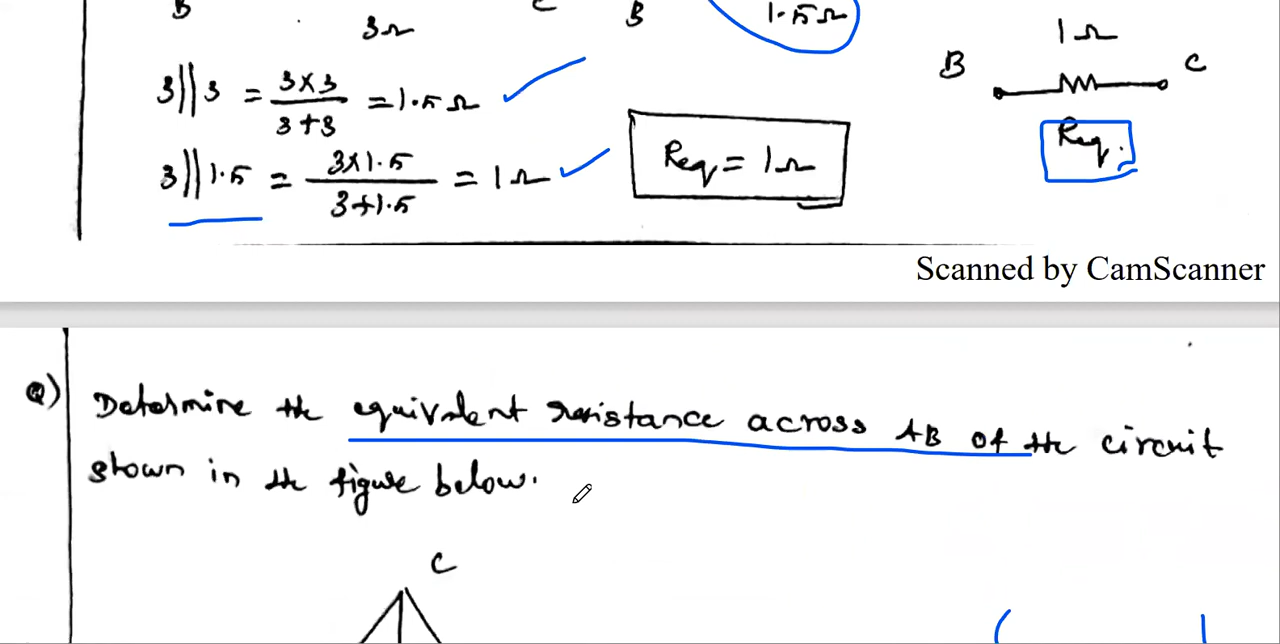 B 3Ω C B 1.5Ω
1Ω
B C
3||3 = 3×3 / 3+3 = 1.5Ω
Req.
3||1.5 = 3×1.5 / 3+1.5 = 1Ω
Req = 1Ω
Scanned by CamScanner
Q) Determine the equivalent resistance across AB of the circuit
shown in the figure below.
C